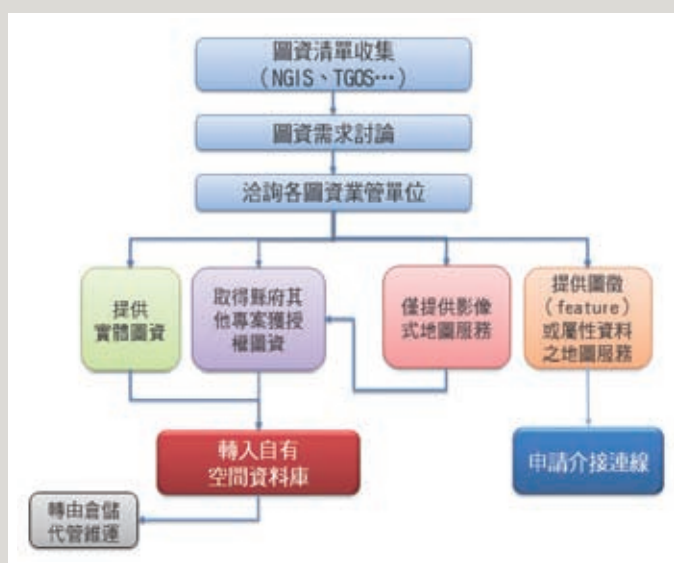 圖資清單收集
（NGIS、TGOS…）
圖資需求討論
洽詢各圖資業管單位
提供
實體圖資
取得縣府其
他專案獲授
權圖資
僅提供影像
式地圖服務
提供圖徵
（feature）
或屬性資料
之地圖服務
轉入自有
空間資料庫
申請介接連線
轉由倉儲
代管維運